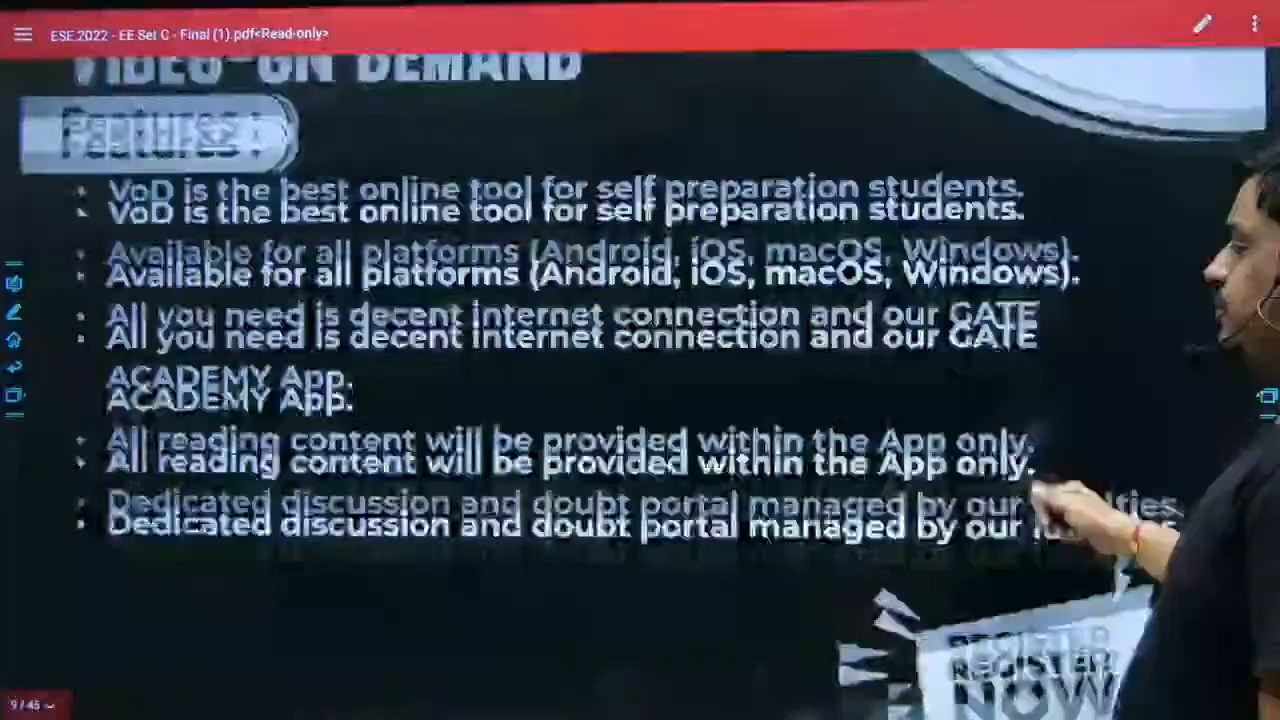 ESE.2022 - EE Set C - Final (1).pdf<Read-only>
VIDEO-ON DEMAND
Features :
• VoD is the best online tool for self preparation students.
• Available for all platforms (Android, iOS, macOS, Windows).
• All you need is decent internet connection and our GATE
ACADEMY App.
• All reading content will be provided within the App only.
• Dedicated discussion and doubt portal managed by our
REGISTER
NOW
9 / 45